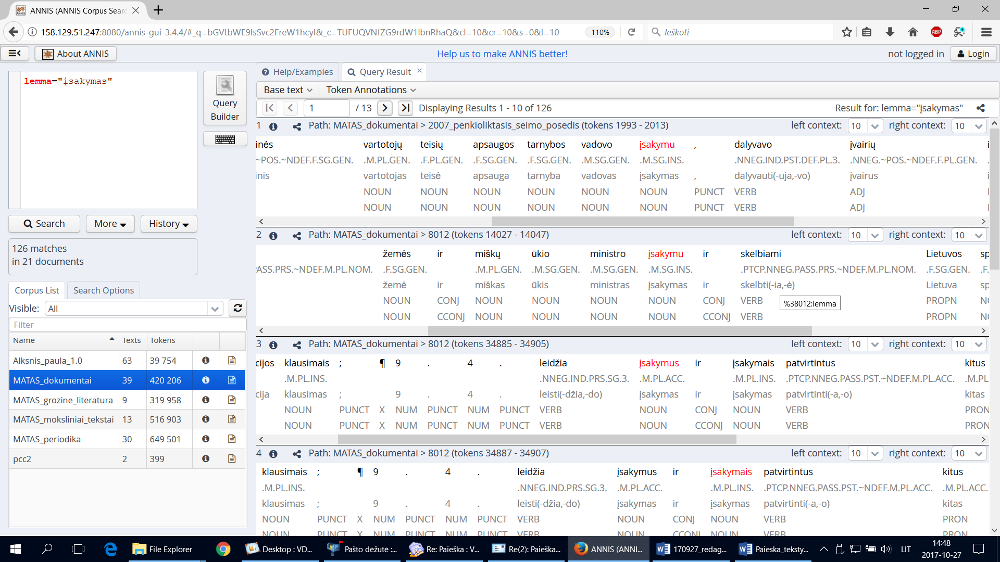 ANNIS (ANNIS Corpus Sear
158.129.51.247:8080/annis-gui-3.4.4/#_q=bGVtbWE9IsSvc2FreW1hcyI&_c=TUFUQVNfZG9rdW1lbnRhaQ&cl=10&cr=10&s=0&l=10 110% Ieškoti ABP
About ANNIS Help us to make ANNIS better! not logged in Login
lemma="įsakymas"
Query
Builder
Search More History
126 matches
in 21 documents
Corpus List Search Options
Visible: All
Filter
Name Texts Tokens
Alksnis_paula_1.0 63 39 754
MATAS_dokumentai 39 420 206
MATAS_grozine_literatura 9 319 958
MATAS_moksliniai_tekstai 13 516 903
MATAS_periodika 30 649 501
pcc2 2 399
Help/Examples Query Result
Base text Token Annotations
1 / 13 Displaying Results 1 - 10 of 126 Result for: lemma="įsakymas"
1 Path: MATAS_dokumentai > 2007_penkioliktasis_seimo_posedis (tokens 1993 - 2013) left context: 10 right context: 10
inės vartotojų teisių apsaugos tarnybos vadovo įsakymu , dalyvavo įvairių
~POS.~NDEF.F.SG.GEN. .M.PL.GEN. .F.PL.GEN. .F.SG.GEN. .F.SG.GEN. .M.SG.GEN. .M.SG.INS. .NNEG.IND.PST.DEF.PL.3. .NNEG.~POS.~NDEF.F.PL.GEN.
inis vartotojas teisė apsauga tarnyba vadovas įsakymas , dalyvauti(-uja,-vo) įvairus
NOUN NOUN NOUN NOUN NOUN NOUN PUNCT VERB ADJ
NOUN NOUN NOUN NOUN NOUN NOUN PUNCT VERB ADJ
2 Path: MATAS_dokumentai > 8012 (tokens 14027 - 14047) left context: 10 right context: 10
žemės ir miškų ūkio ministro įsakymu ir skelbiami Lietuvos sp
PASS.PRS.~NDEF.M.PL.NOM. .F.SG.GEN. .M.PL.GEN. .M.SG.GEN. .M.SG.GEN. .M.SG.INS. .PTCP.NNEG.PASS.PRS.~NDEF.M.PL.NOM. .F.SG.GEN. .F.
žemė ir miškas ūkis ministras įsakymas ir skelbti(-ia,-ė) Lietuva sp
NOUN CONJ NOUN NOUN NOUN NOUN CONJ VERB PROPN NO
%38012:lemma
NOUN CCONJ NOUN NOUN NOUN NOUN CCONJ VERB PROPN NO
3 Path: MATAS_dokumentai > 8012 (tokens 34885 - 34905) left context: 10 right context: 10
cijos klausimais ; ¶ 9 . 4 . leidžia įsakymus ir įsakymais patvirtintus kitus
.M.PL.INS. .NNEG.IND.PRS.SG.3. .M.PL.ACC. .M.PL.INS. .PTCP.NNEG.PASS.PST.~NDEF.M.PL.ACC. .M.PL.
cija klausimas ; 9 . 4 . leisti(-džia,-do) įsakymas ir įsakymas patvirtinti(-a,-o) kitas
NOUN PUNCT X NUM PUNCT NUM PUNCT VERB NOUN CONJ NOUN VERB PRON
NOUN PUNCT X NUM PUNCT NUM PUNCT VERB NOUN CCONJ NOUN VERB PRON
4 Path: MATAS_dokumentai > 8012 (tokens 34887 - 34907) left context: 10 right context: 10
klausimais ; ¶ 9 . 4 . leidžia įsakymus ir įsakymais patvirtintus kitus
.M.PL.INS. .NNEG.IND.PRS.SG.3. .M.PL.ACC. .M.PL.INS. .PTCP.NNEG.PASS.PST.~NDEF.M.PL.ACC. .M.PL.ACC.
klausimas ; 9 . 4 . leisti(-džia,-do) įsakymas ir įsakymas patvirtinti(-a,-o) kitas
NOUN PUNCT X NUM PUNCT NUM PUNCT VERB NOUN CONJ NOUN VERB PRON
NOUN PUNCT X NUM PUNCT NUM PUNCT VERB NOUN CCONJ NOUN VERB PRON
File Explorer Desktop : VD... Pašto dėžutė :... Re: Paieška : V... Re(2): Paieška... ANNIS (ANNI... 170927_redag... Paieska_teksty... LIT 14:48
2017-10-27